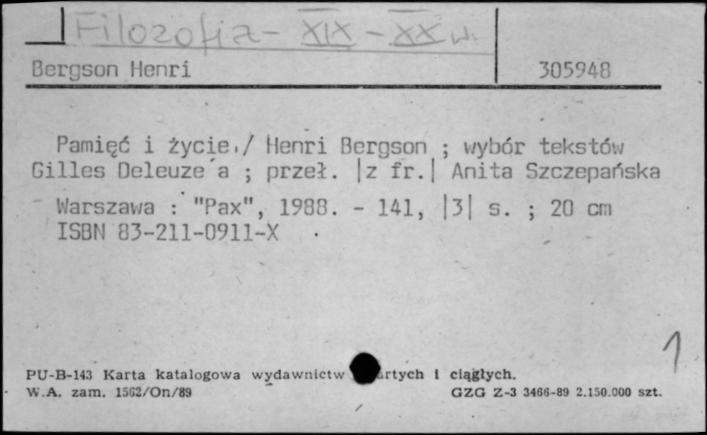 Filozofia - XIX - XX w.
Bergson Henri 305948
Pamięć i życie / Henri Bergson ; wybór tekstów
Gilles Deleuze´a ; przeł. |z fr.| Anita Szczepańska
Warszawa : "Pax", 1988. - 141, |3| s. ; 20 cm
ISBN 83-211-0911-X
1
PU-B-143 Karta katalogowa wydawnictw i ciągłych.
W.A. zam. 1562/On/89 GZG Z-3 3466-89 2.150.000 szt.